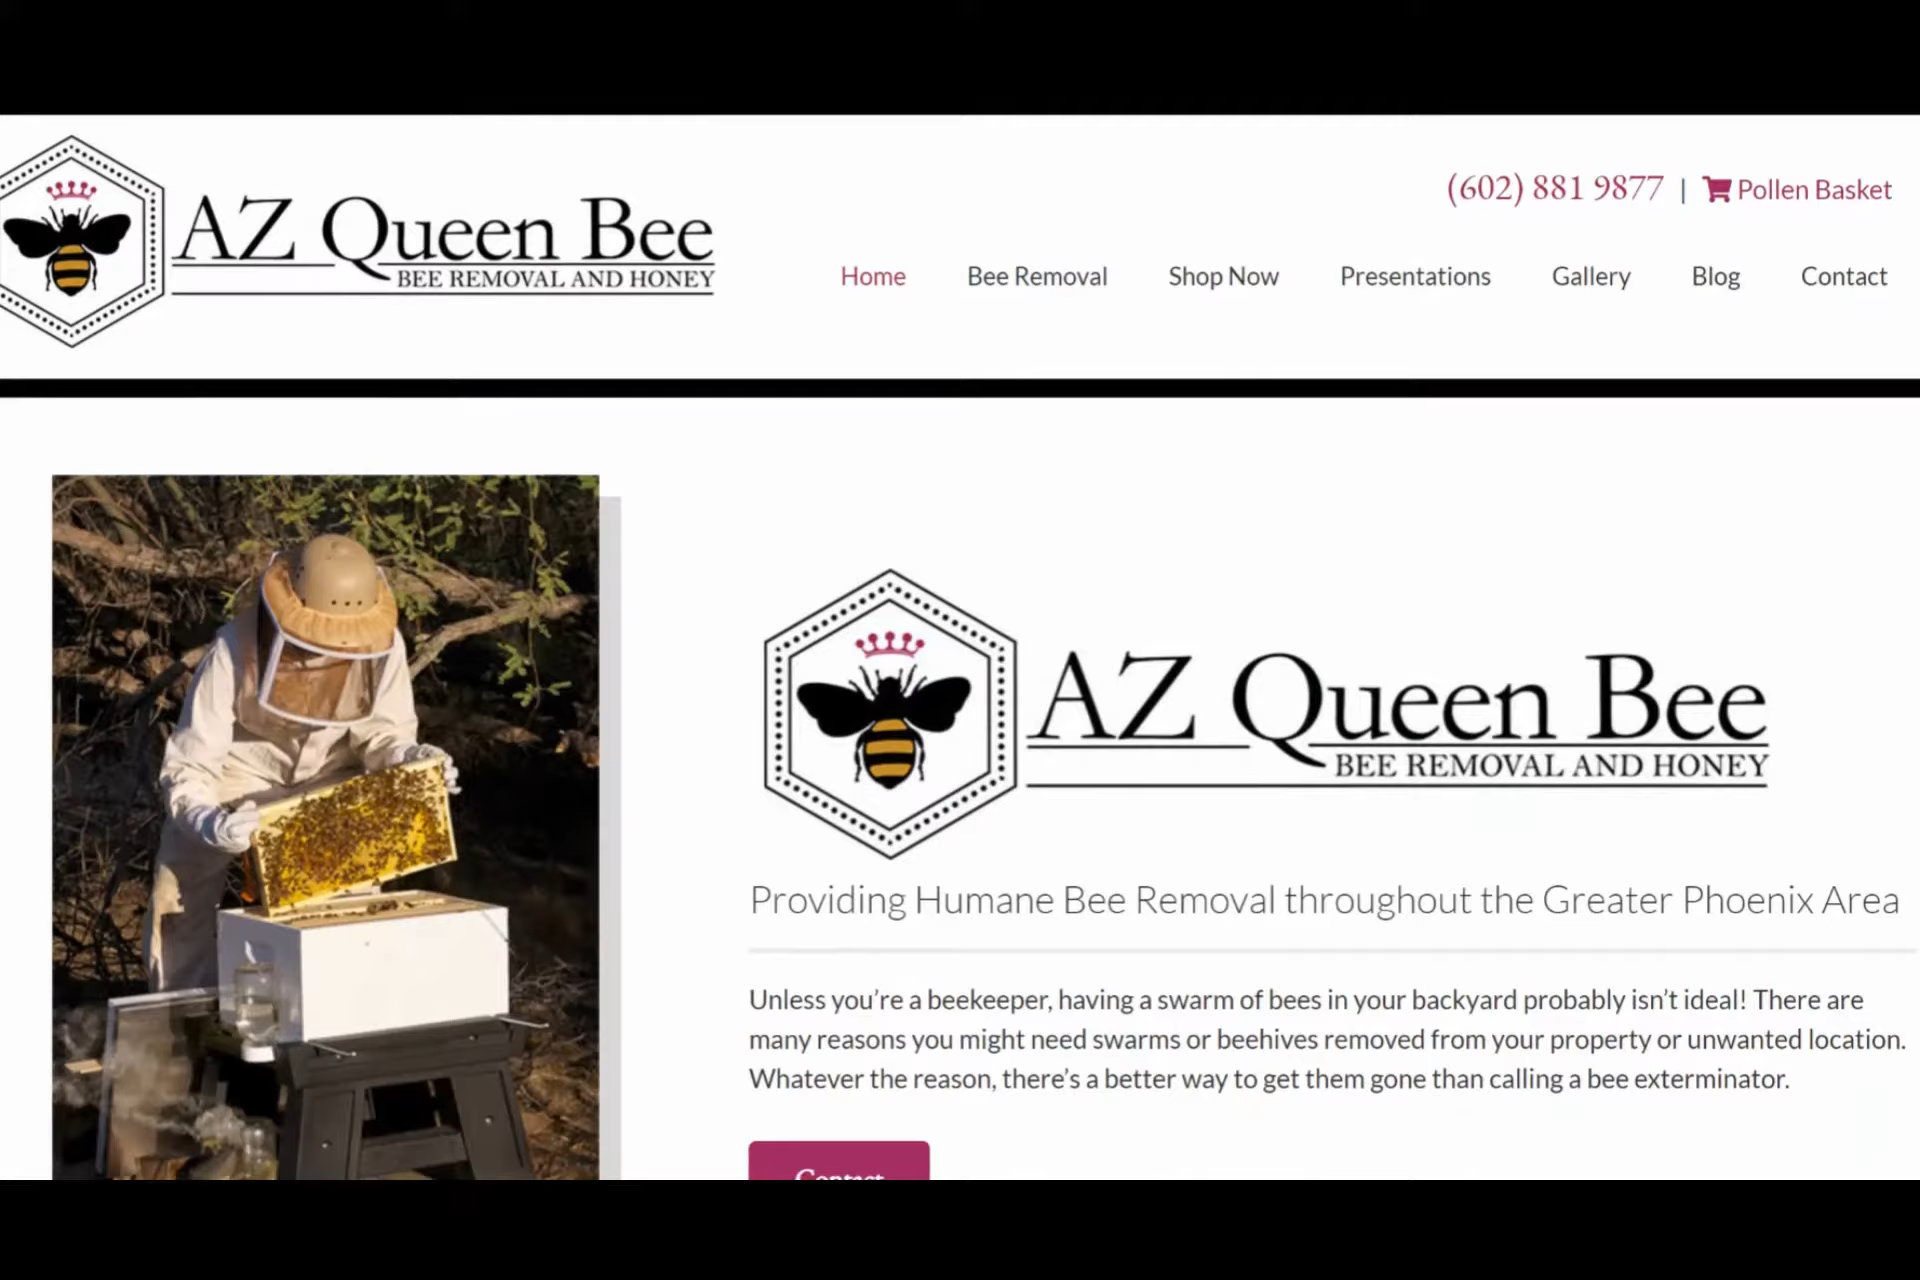 AZ Queen Bee
BEE REMOVAL AND HONEY
(602) 881 9877 | Pollen Basket
Home Bee Removal Shop Now Presentations Gallery Blog Contact
AZ Queen Bee
BEE REMOVAL AND HONEY
Providing Humane Bee Removal throughout the Greater Phoenix Area
Unless you’re a beekeeper, having a swarm of bees in your backyard probably isn’t ideal! There are
many reasons you might need swarms or beehives removed from your property or unwanted location.
Whatever the reason, there’s a better way to get them gone than calling a bee exterminator.
Contact